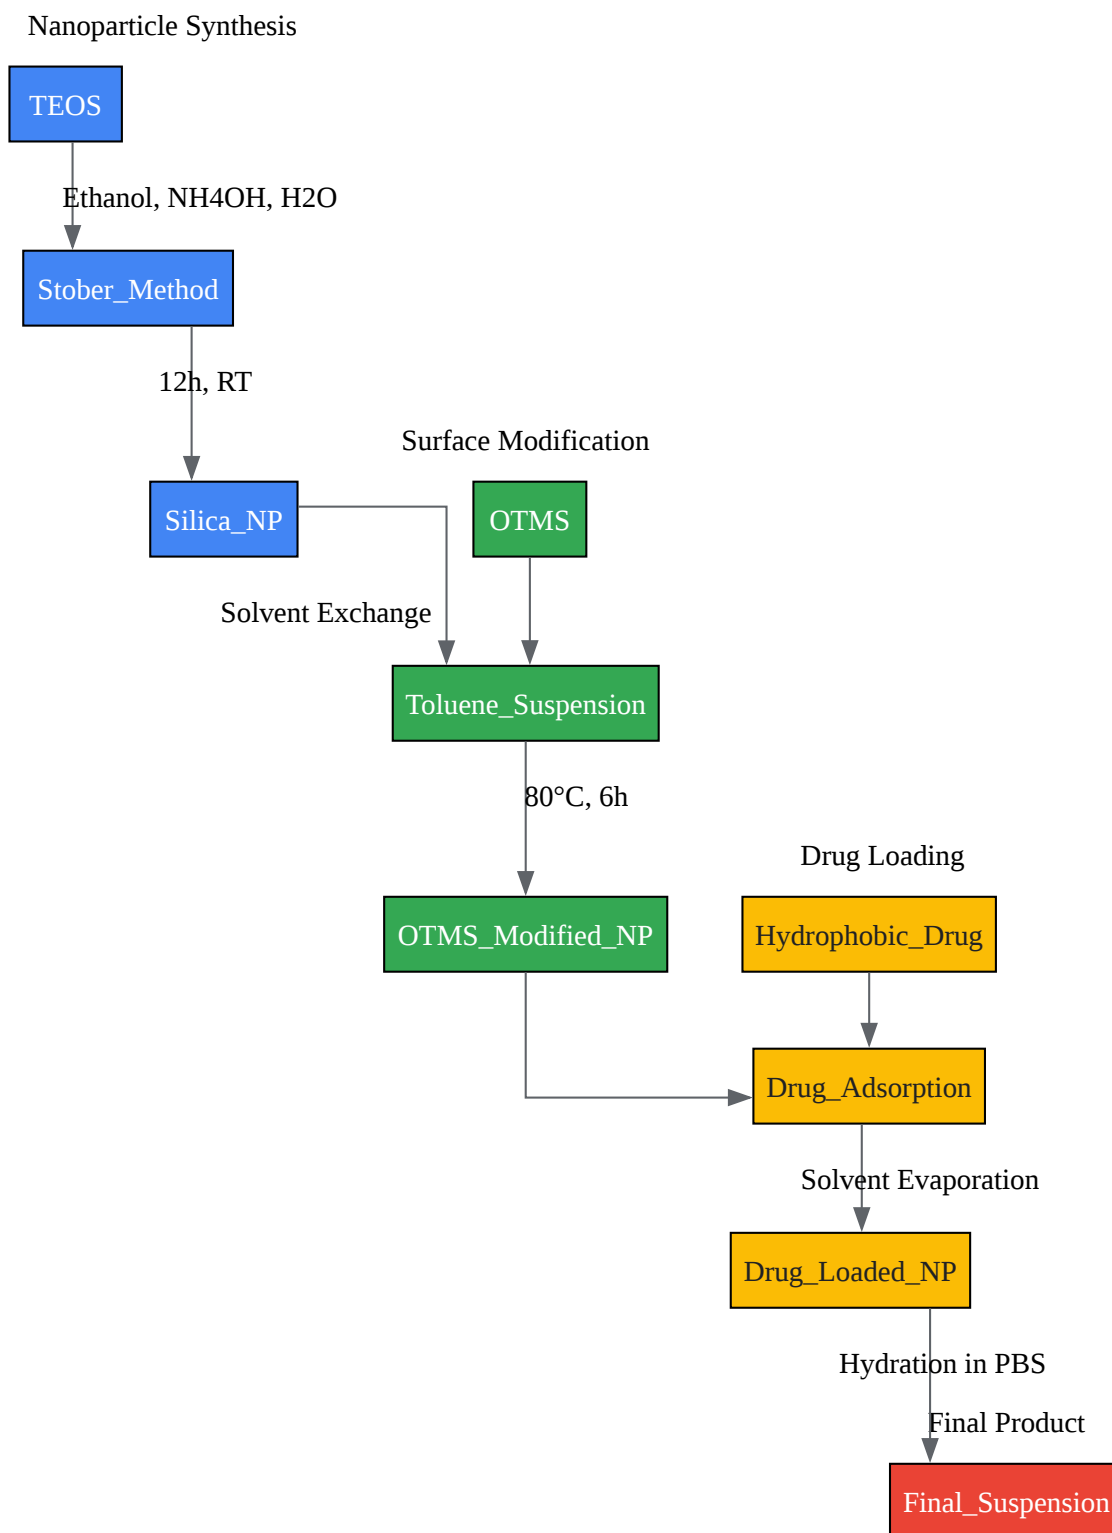 Nanoparticle Synthesis
TEOS
Ethanol, NH4OH, H2O
Stober_Method
12h, RT
Surface Modification
Silica_NP
OTMS
Solvent Exchange
Toluene_Suspension
80°C, 6h
Drug Loading
OTMS_Modified_NP
Hydrophobic_Drug
Drug_Adsorption
Solvent Evaporation
Drug_Loaded_NP
Hydration in PBS
Final Product
Final_Suspension